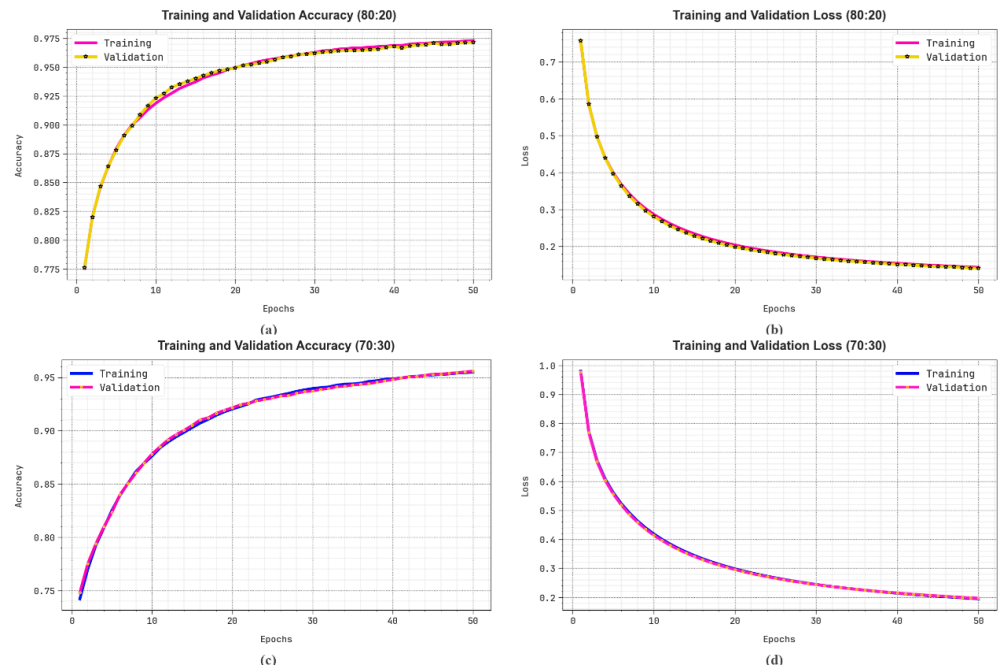 Training and Validation Accuracy (80:20)
0.975
0.950
0.925
0.900
0.875
0.850
0.825
0.800
0.775
Accuracy
Training
Validation
0
10
20
30
40
50
Epochs
(a)
Training and Validation Loss (80:20)
0.7
0.6
0.5
0.4
0.3
0.2
Loss
Training
Validation
0
10
20
30
40
50
Epochs
(b)
Training and Validation Accuracy (70:30)
0.95
0.90
0.85
0.80
0.75
Accuracy
Training
Validation
0
10
20
30
40
50
Epochs
(c)
Training and Validation Loss (70:30)
1.0
0.9
0.8
0.7
0.6
0.5
0.4
0.3
0.2
Loss
Training
Validation
0
10
20
30
40
50
Epochs
(d)